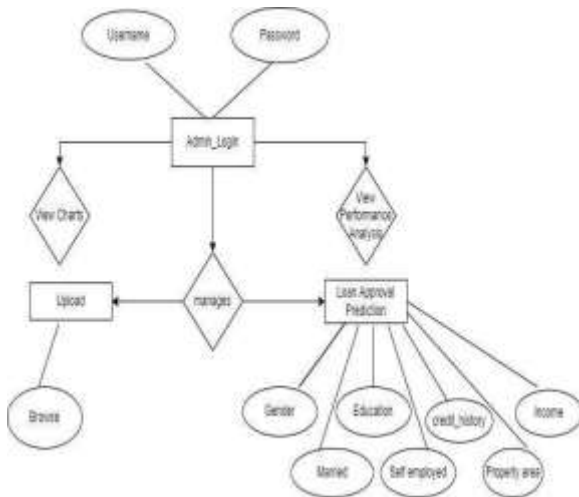 Username
Password
Admin_Login
View Charts
View
Performance
Analysis
Upload
manages
Loan Approval
Prediction
Browse
Gender
Education
credit_history
Income
Married
Self employed
Property area